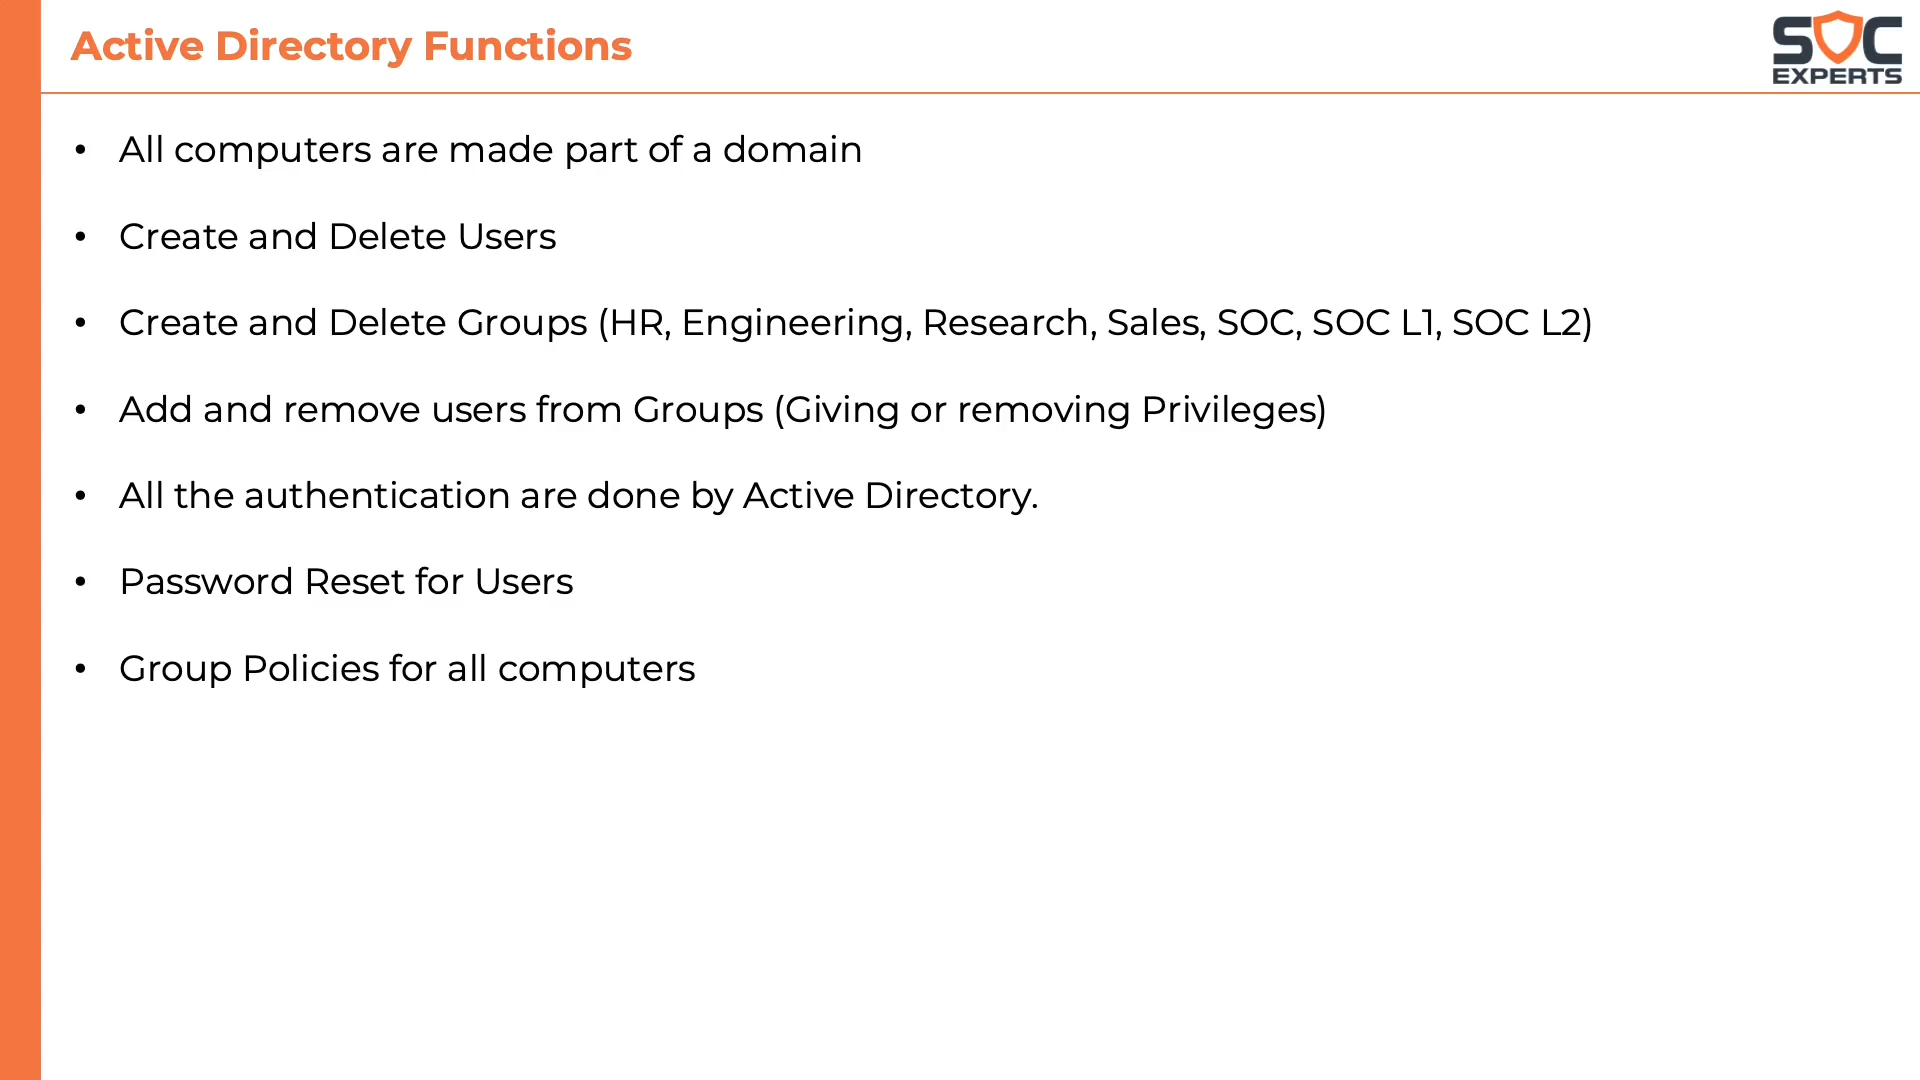 Active Directory Functions
SOC
EXPERTS
• All computers are made part of a domain
• Create and Delete Users
• Create and Delete Groups (HR, Engineering, Research, Sales, SOC, SOC L1, SOC L2)
• Add and remove users from Groups (Giving or removing Privileges)
• All the authentication are done by Active Directory.
• Password Reset for Users
• Group Policies for all computers